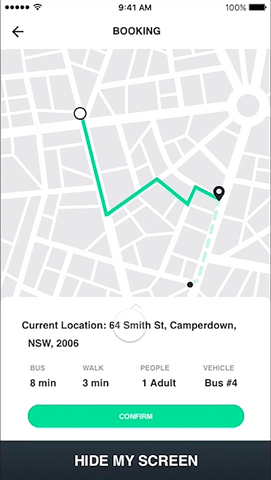 9:41 AM
100%
BOOKING
Current Location: 64 Smith St, Camperdown,
NSW, 2006
BUS WALK PEOPLE VEHICLE
8 min 3 min 1 Adult Bus #4
CONFIRM
HIDE MY SCREEN